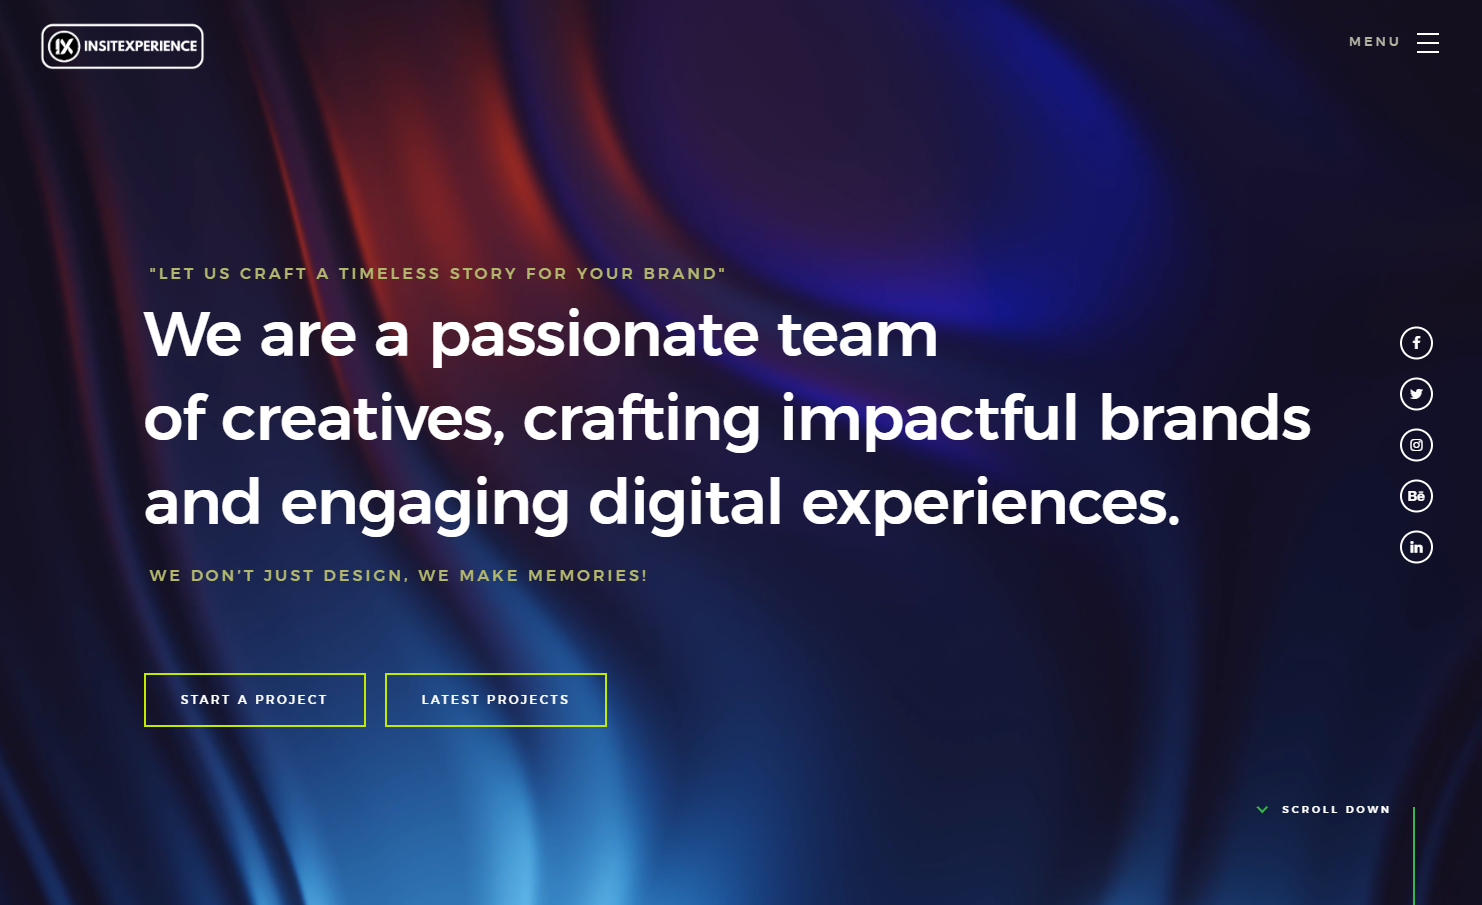 IX INSITEXPERIENCE
MENU
"LET US CRAFT A TIMELESS STORY FOR YOUR BRAND"
We are a passionate team
of creatives, crafting impactful brands
and engaging digital experiences.
WE DON'T JUST DESIGN, WE MAKE MEMORIES!
START A PROJECT
LATEST PROJECTS
f
Bē
in
SCROLL DOWN